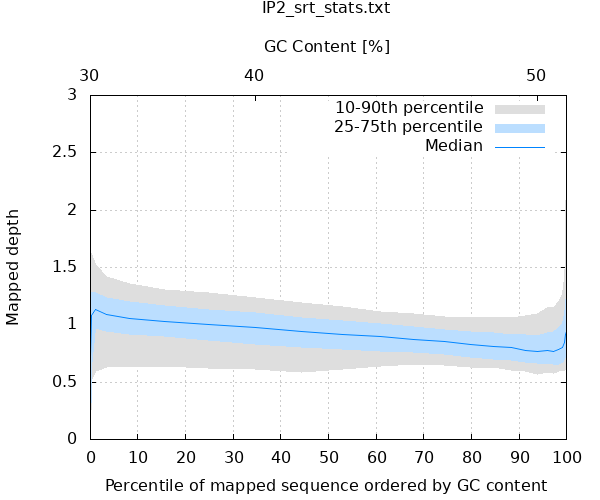 IP2_srt_stats.txt
GC Content [%]
30 40 50
3
10-90th percentile
25-75th percentile
Median
2.5
2
1.5
1
0.5
0
Mapped depth
0 10 20 30 40 50 60 70 80 90 100
Percentile of mapped sequence ordered by GC content